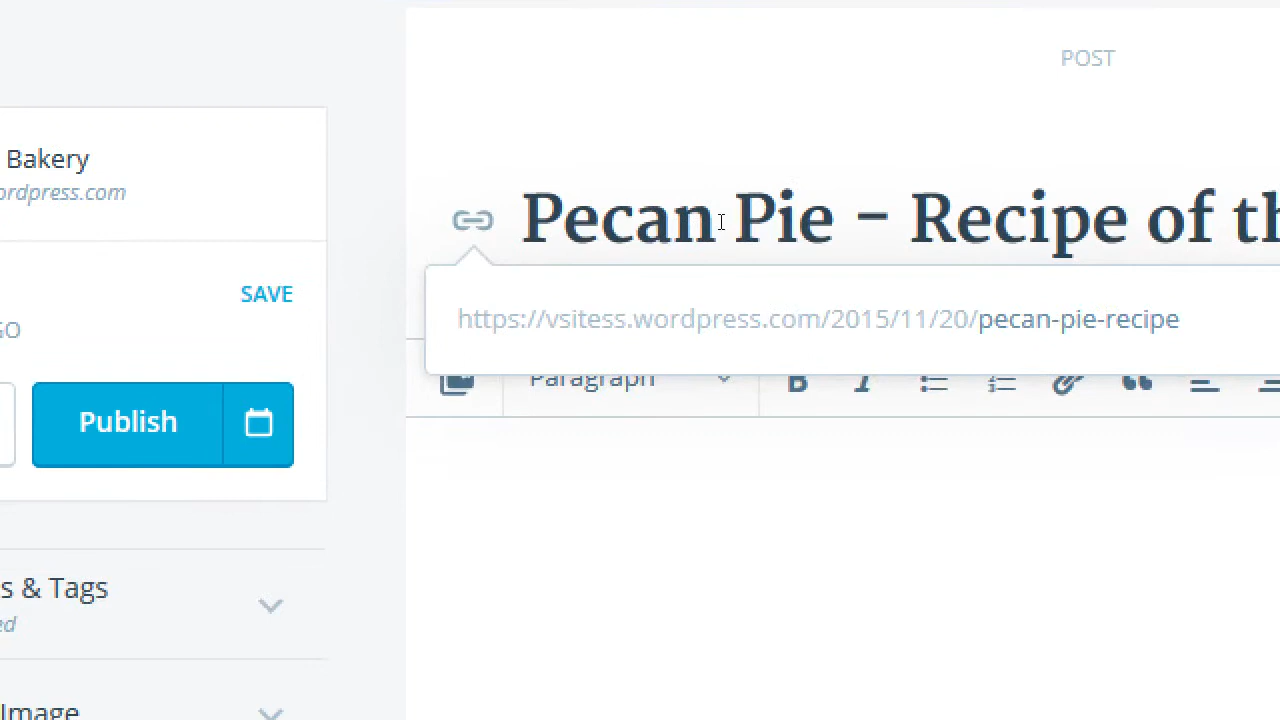 POST
Bakery
ordpress.com
Pecan Pie – Recipe of th
SAVE
GO
https://vsitess.wordpress.com/2015/11/20/pecan-pie-recipe
Paragraph
B I
Publish
s & Tags
ed
Image